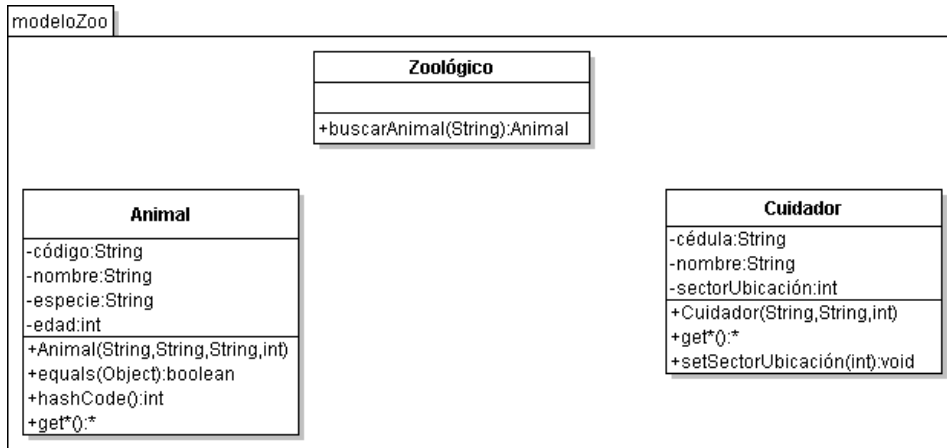 modeloZoo
Zoológico
+buscarAnimal(String):Animal
Animal
-código:String
-nombre:String
-especie:String
-edad:int
+Animal(String,String,String,int)
+equals(Object):boolean
+hashCode():int
+get*():*
Cuidador
-cédula:String
-nombre:String
-sectorUbicación:int
+Cuidador(String,String,int)
+get*():*
+setSectorUbicación(int):void